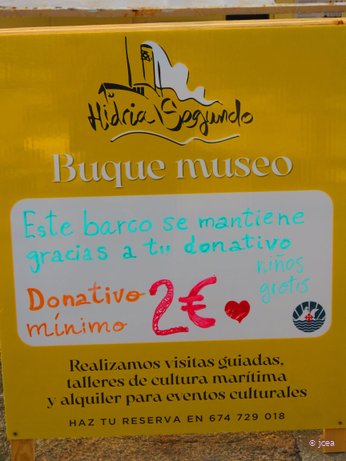 Hidria Segundo
Buque museo
Este barco se mantiene
gracias a tu donativo
niños
gratis
Donativo
mínimo
2€
Realizamos visitas guiadas,
talleres de cultura marítima
y alquiler para eventos culturales
HAZ TU RESERVA EN 674 729 018
© jcea